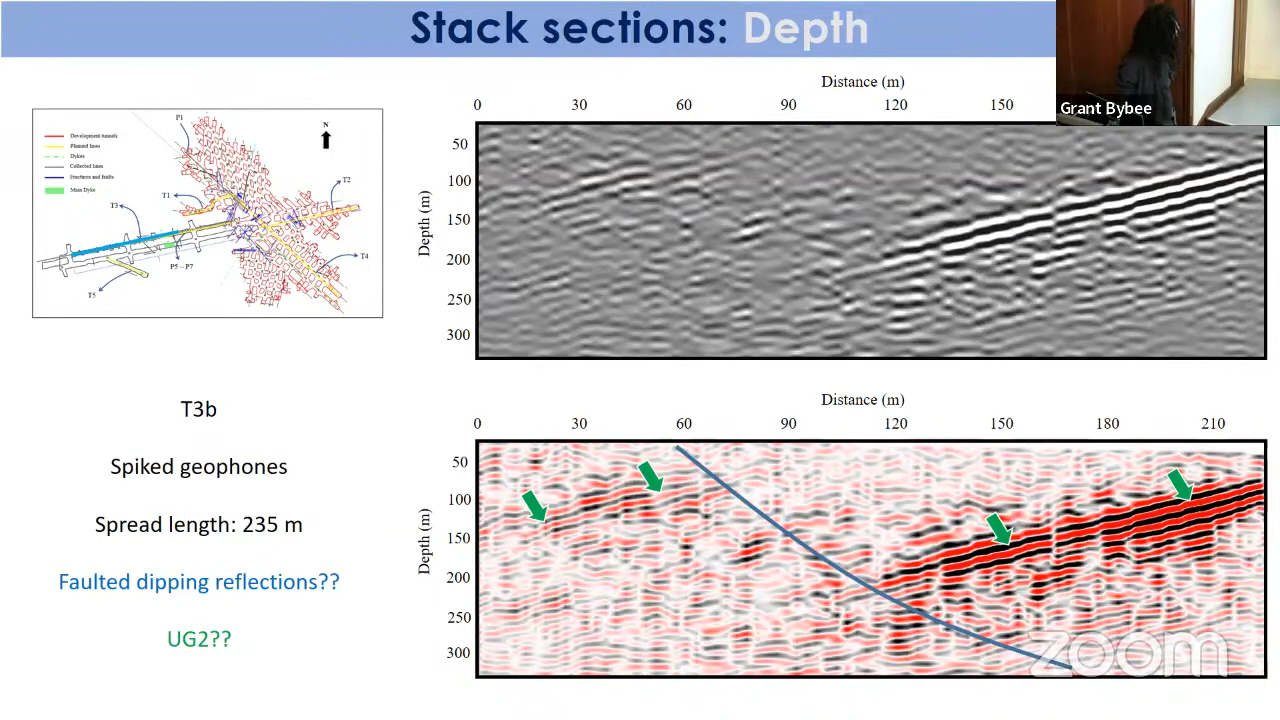 Stack sections: Depth
Grant Bybee
Distance (m)
0 30 60 90 120 150
Depth (m)
50
100
150
200
250
300
P1
N
Development tunnels
Planned lines
Dykes
Collected lines
Fractures and faults
Main Dyke
T1
T2
T3
T4
P5 – P7
T5
T3b
Spiked geophones
Spread length: 235 m
Faulted dipping reflections??
UG2??
Distance (m)
0 30 60 90 120 150 180 210
Depth (m)
50
100
150
200
250
300
zoom